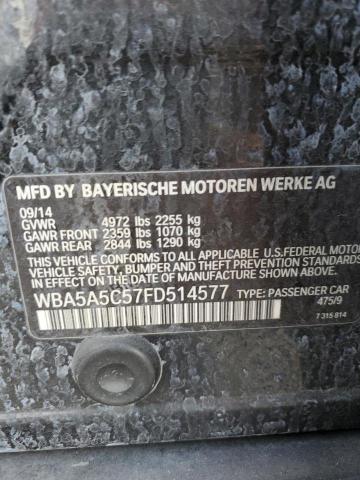 MFD BY BAYERISCHE MOTOREN WERKE AG
09/14
GVWR 4972 lbs 2255 kg
GAWR FRONT 2359 lbs 1070 kg
GAWR REAR 2844 lbs 1290 kg
THIS VEHICLE CONFORMS TO ALL APPLICABLE U.S. FEDERAL
MOTOR VEHICLE SAFETY, BUMPER, AND THEFT PREVENTION STANDARDS
IN EFFECT ON THE DATE OF MANUFACTURE SHOWN ABOVE.
WBA5A5C57FD514577 TYPE: PASSENGER CAR
475/9
7 315 814